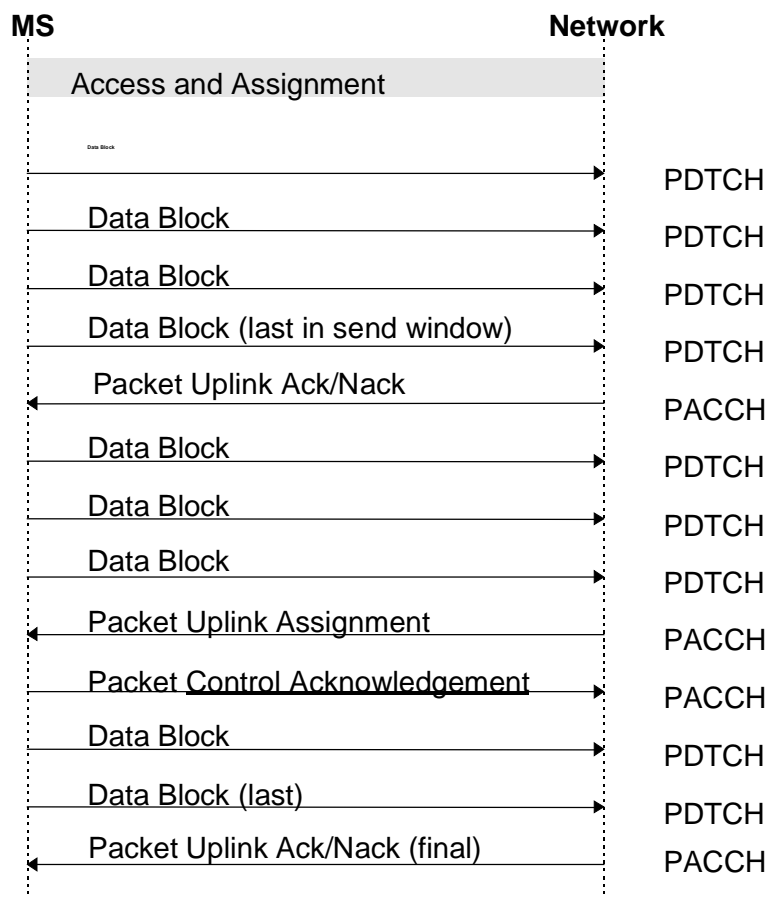 MS Network
Access and Assignment
Data Block
PDTCH
Data Block
PDTCH
Data Block
PDTCH
Data Block (last in send window)
PDTCH
Packet Uplink Ack/Nack
PACCH
Data Block
PDTCH
Data Block
PDTCH
Data Block
PDTCH
Packet Uplink Assignment
PACCH
Packet Control Acknowledgement
PACCH
Data Block
PDTCH
Data Block (last)
PDTCH
Packet Uplink Ack/Nack (final)
PACCH